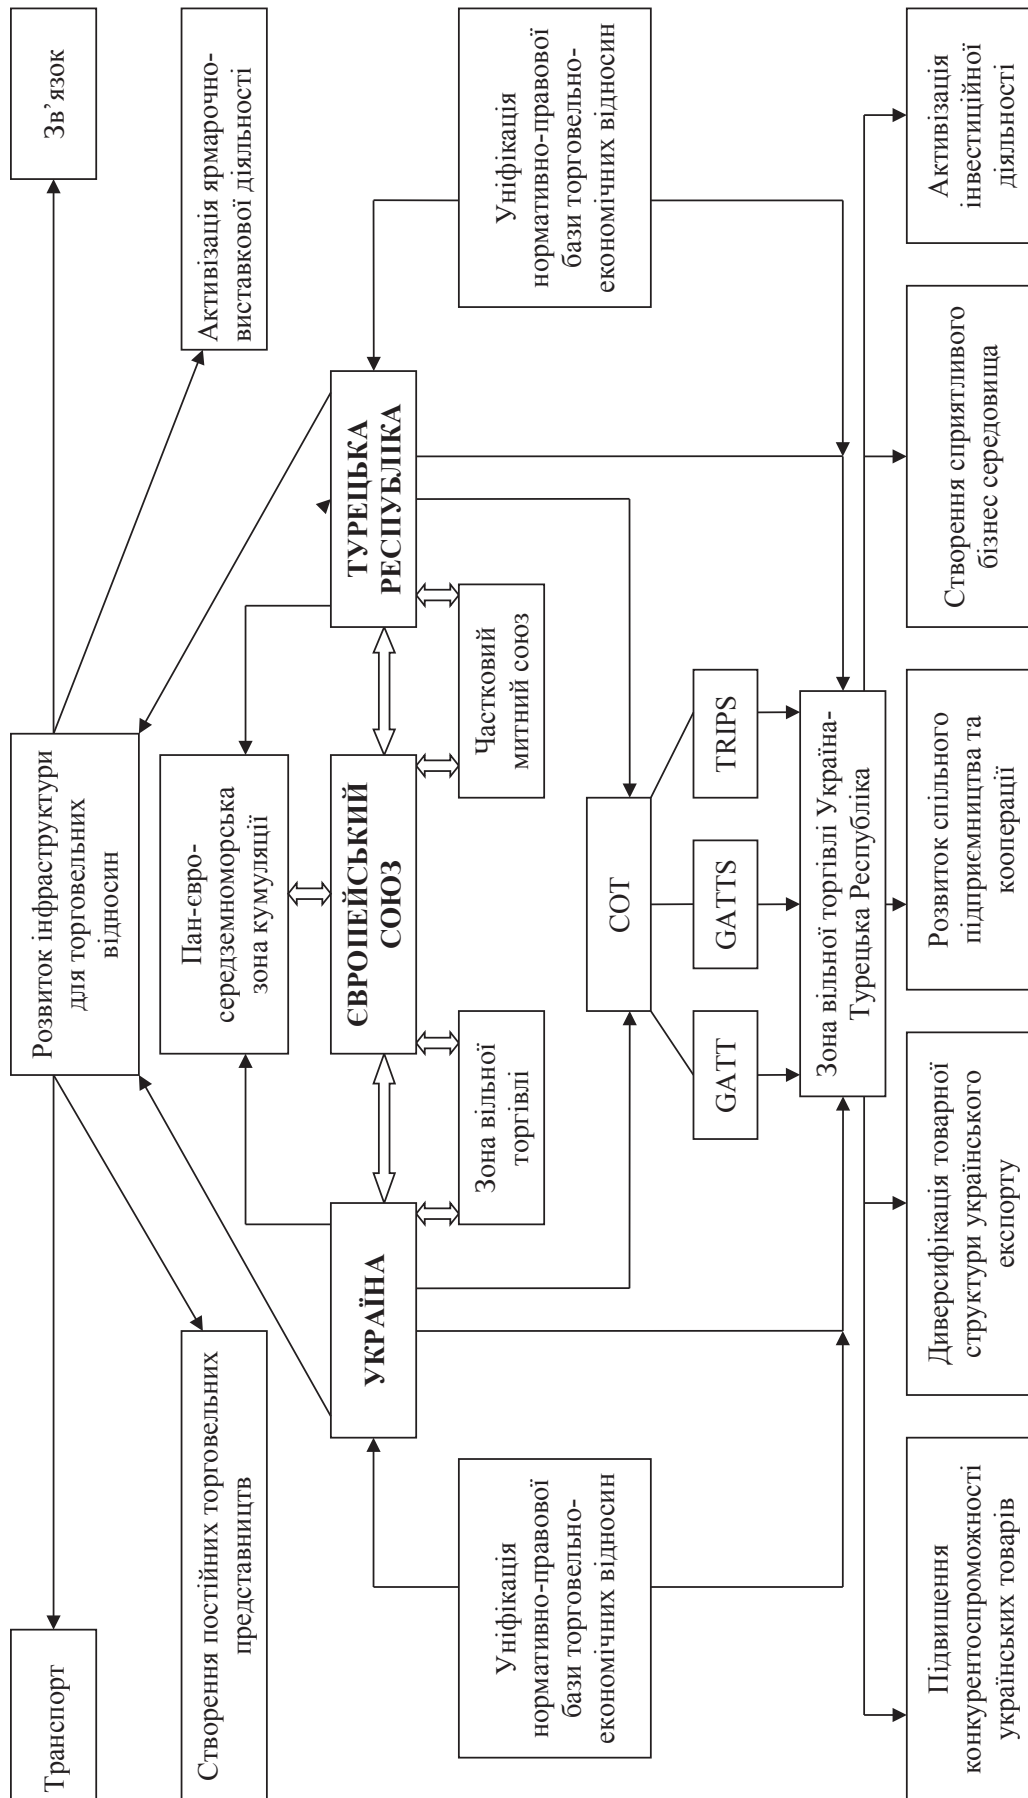 Транспорт
Розвиток інфраструктури
для торговельних
відносин
Зв’язок
Створення постійних торговельних
представництв
Пан-євро-
середземноморська
зона кумуляції
Активізація ярмарочно-
виставкової діяльності
УКРАЇНА
ЄВРОПЕЙСЬКИЙ
СОЮЗ
ТУРЕЦЬКА
РЕСПУБЛІКА
Уніфікація
нормативно-правової
бази торговельно-
економічних відносин
Зона вільної
торгівлі
Частковий
митний союз
Уніфікація
нормативно-правової
бази торговельно-
економічних відносин
СОТ
GATT
GATTS
TRIPS
Зона вільної торгівлі Україна-
Турецька Республіка
Підвищення
конкурентоспроможності
українських товарів
Диверсифікація товарної
структури українського
експорту
Розвиток спільного
підприємництва та
кооперації
Створення сприятливого
бізнес середовища
Активізація
інвестиційної
діяльності